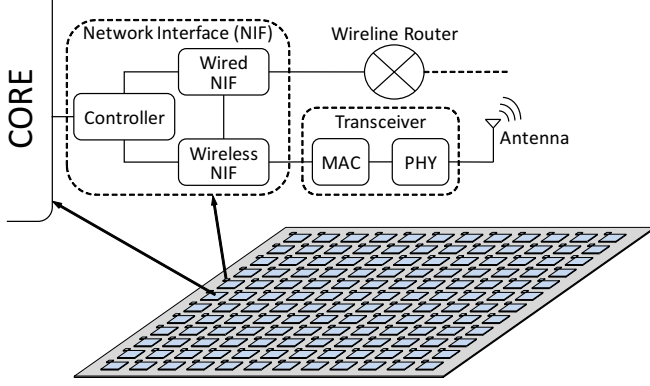 Network Interface (NIF)
Wireline Router
Wired
NIF
CORE
Controller
Transceiver
Antenna
Wireless
NIF
MAC
PHY